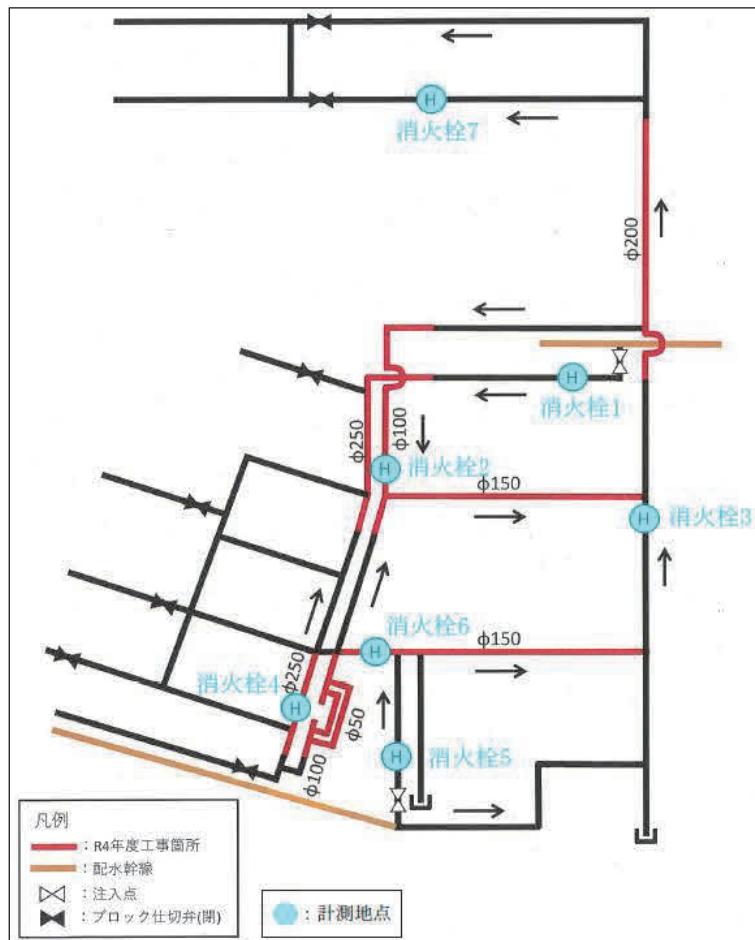 H
消火栓7
φ200
H
消火栓1
φ250
φ100
H
消火栓2
φ150
H
消火栓3
消火栓6
H
φ150
消火栓4
φ250
H
φ50
φ100
H
消火栓5
凡例
：R4年度工事箇所
：配水幹線
：注入点
：ブロック仕切弁(閉)
：計測地点